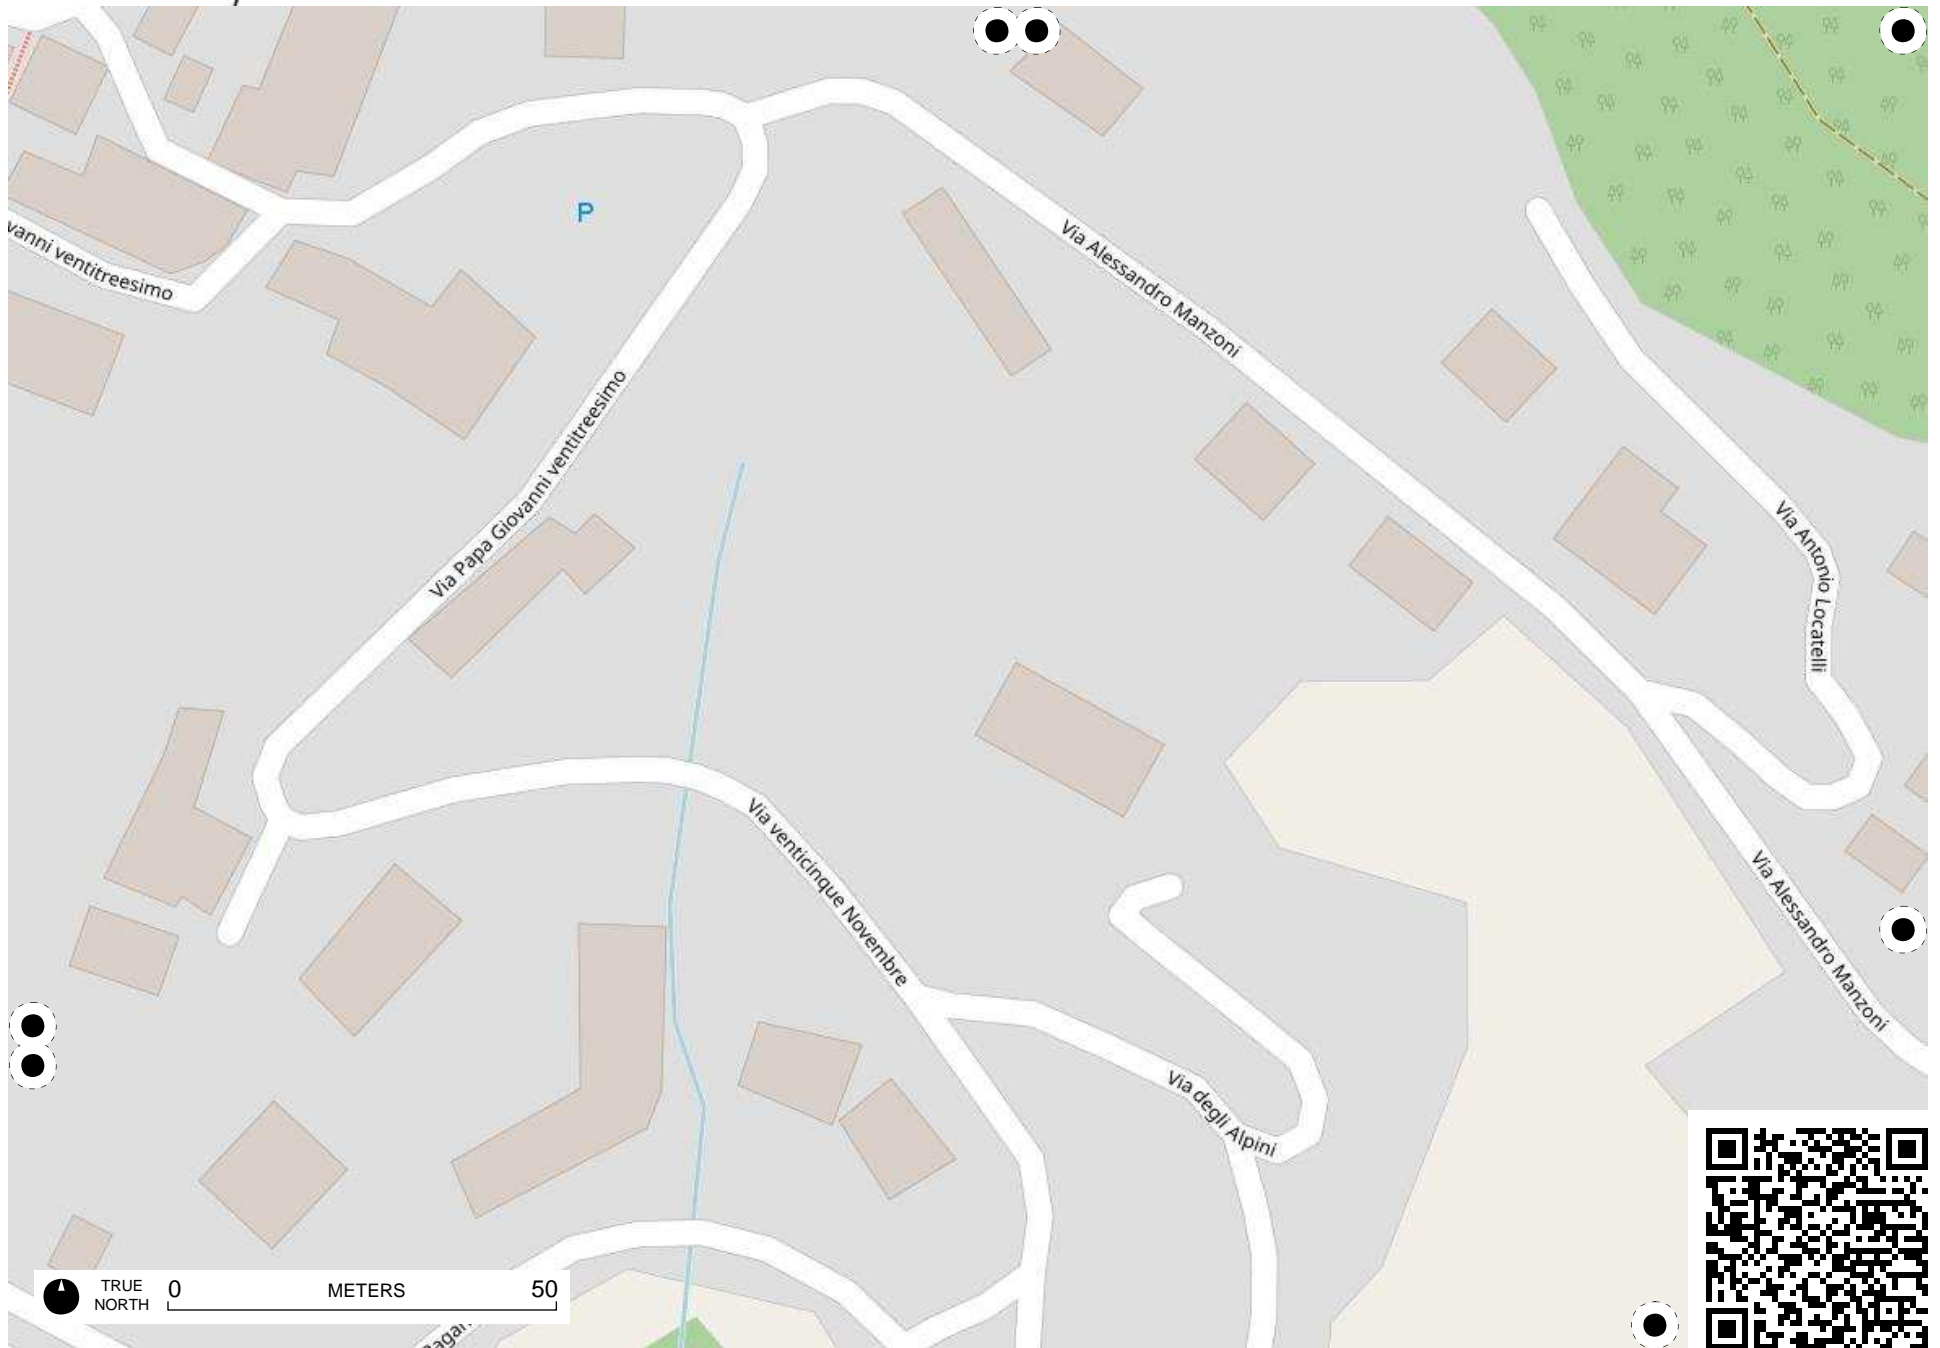 P
Via Alessandro Manzoni
vanni ventitreesimo
Via Papa Giovanni ventitreesimo
Via Antonio Locatelli
Via venticinque Novembre
Via Alessandro Manzoni
Via degli Alpini
TRUE NORTH
0 METERS 50